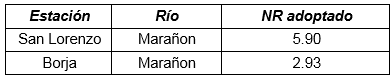 Estación Río NR adoptado
San Lorenzo Marañon 5.90
Borja Marañon 2.93